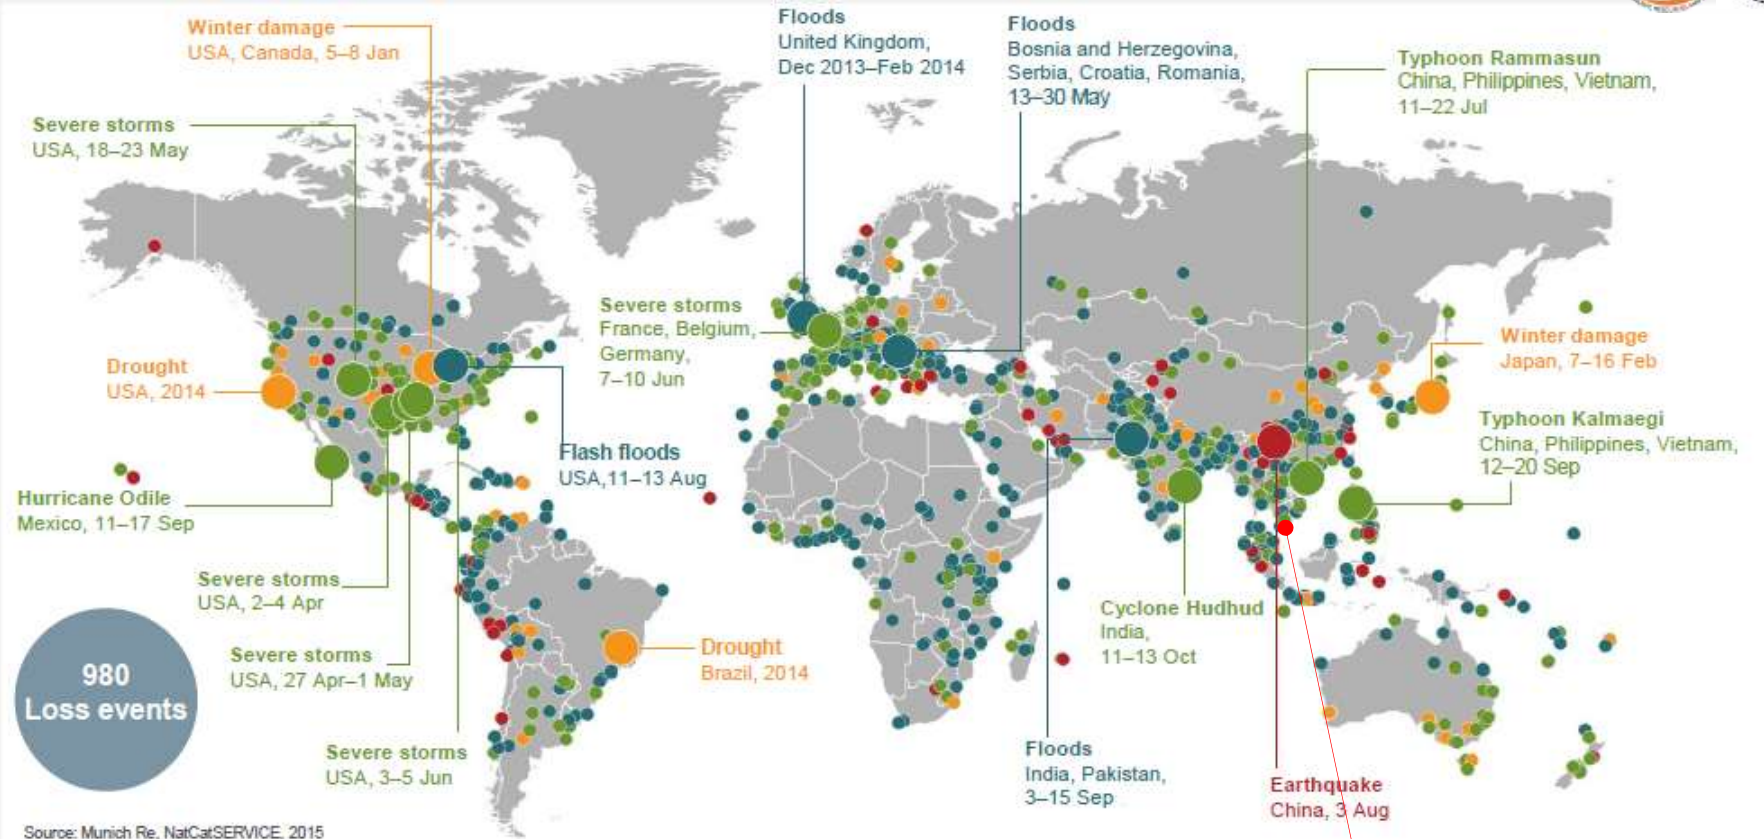 Winter damage
USA, Canada, 5–8 Jan
Floods
United Kingdom,
Dec 2013–Feb 2014
Floods
Bosnia and Herzegovina,
Serbia, Croatia, Romania,
13–30 May
Typhoon Rammasun
China, Philippines, Vietnam,
11–22 Jul
Severe storms
USA, 18–23 May
Severe storms
France, Belgium,
Germany,
7–10 Jun
Winter damage
Japan, 7–16 Feb
Drought
USA, 2014
Typhoon Kalmaegi
China, Philippines, Vietnam,
12–20 Sep
Flash floods
USA,11–13 Aug
Hurricane Odile
Mexico, 11–17 Sep
Severe storms
USA, 2–4 Apr
Cyclone Hudhud
India,
11–13 Oct
Severe storms
USA, 27 Apr–1 May
Drought
Brazil, 2014
980
Loss events
Severe storms
USA, 3–5 Jun
Floods
India, Pakistan,
3–15 Sep
Earthquake
China, 3 Aug
Source: Munich Re, NatCatSERVICE, 2015